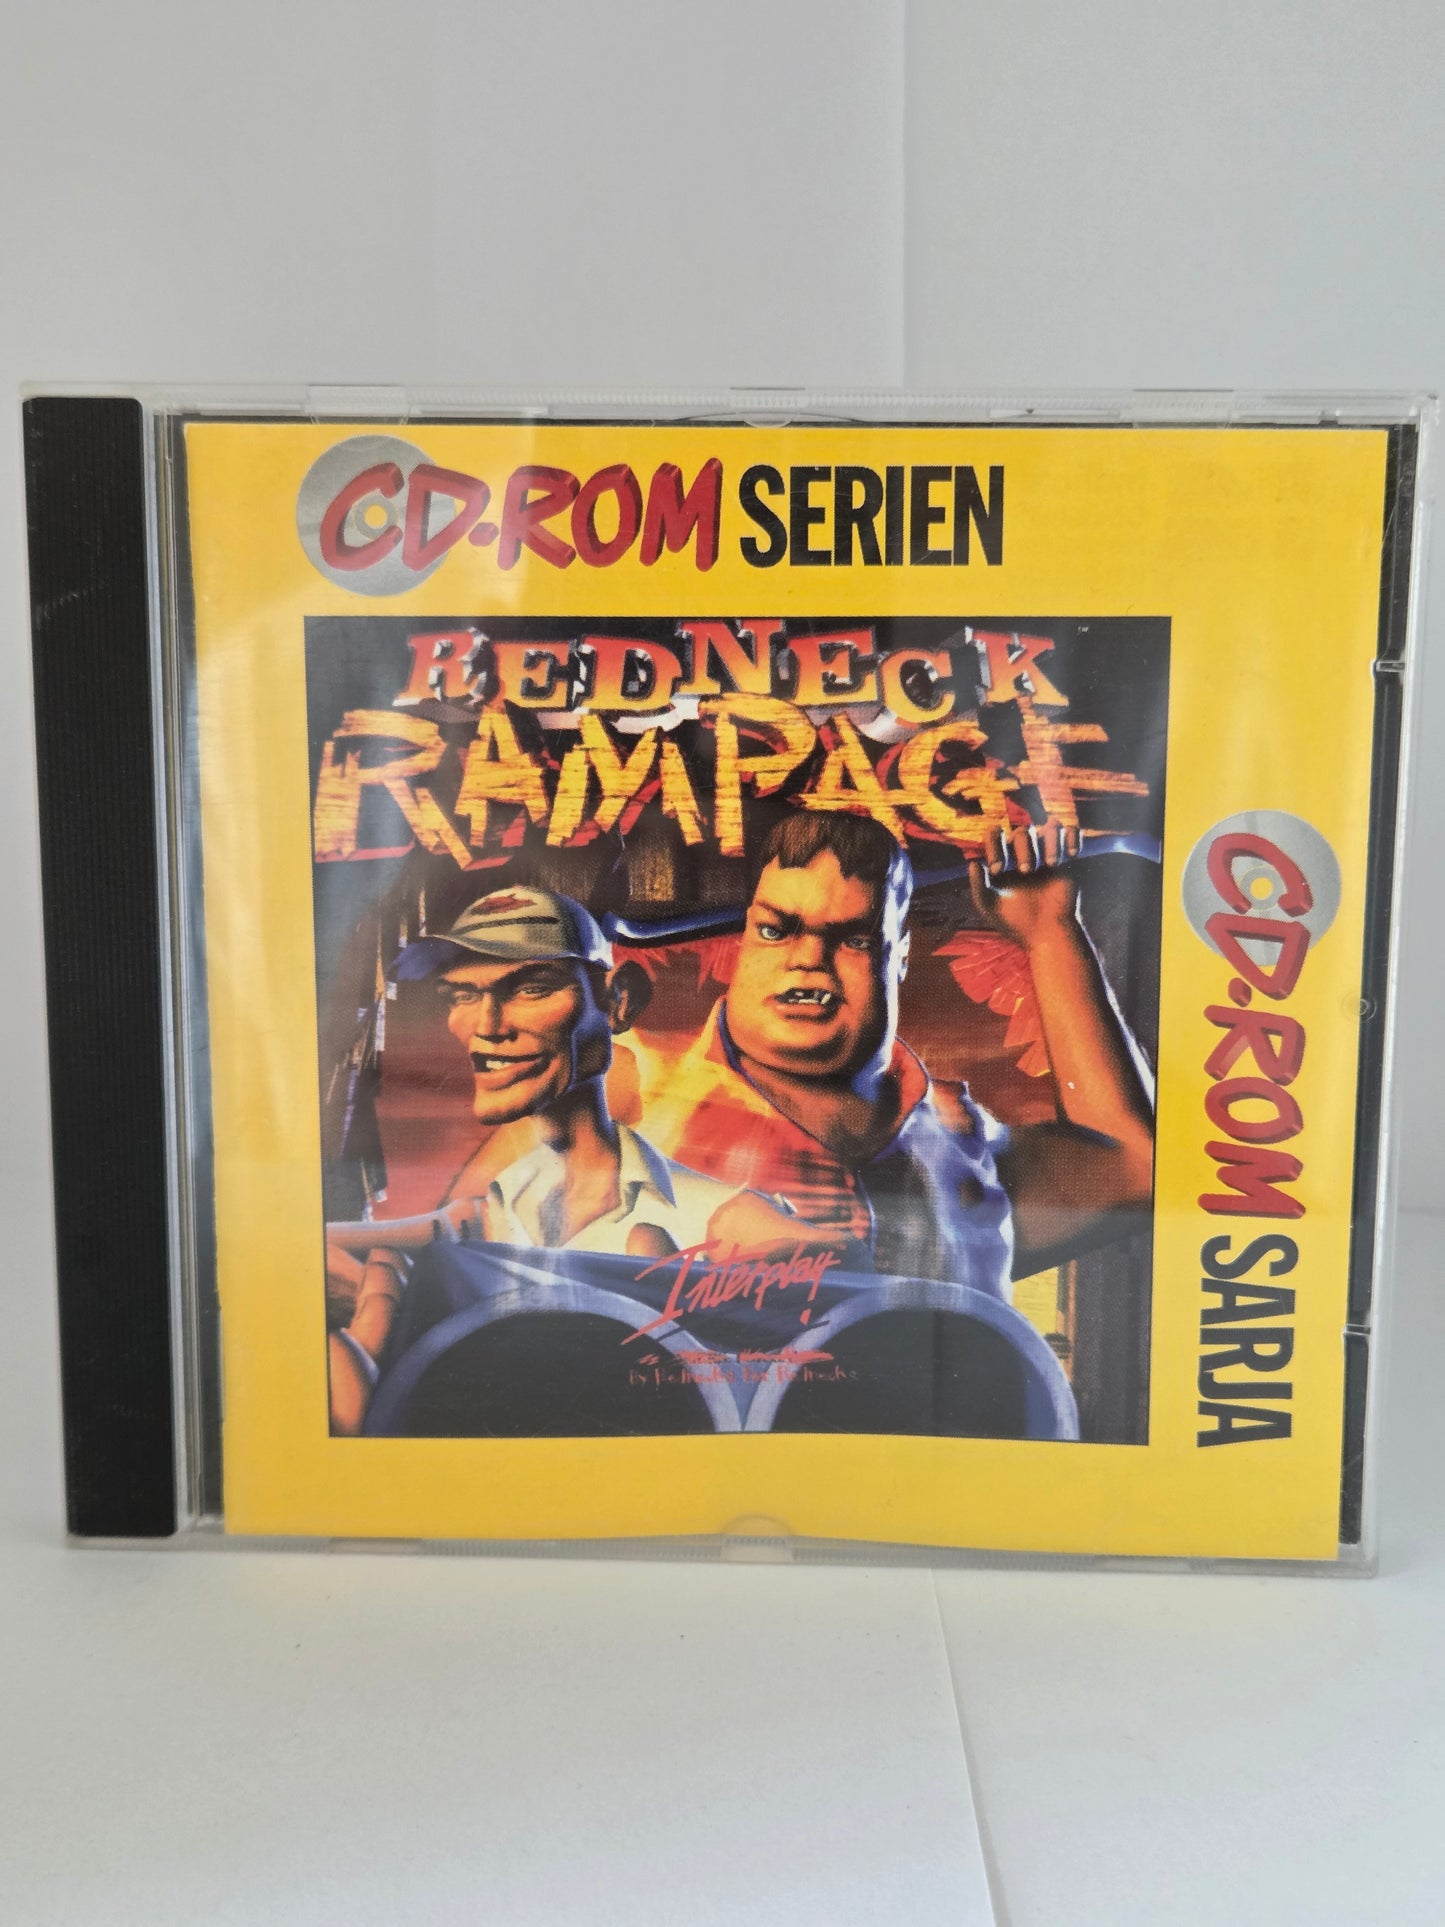 CD-ROM SERIEN
REDNECK
RAMPAGE
Interplay
CD-ROM SARJA